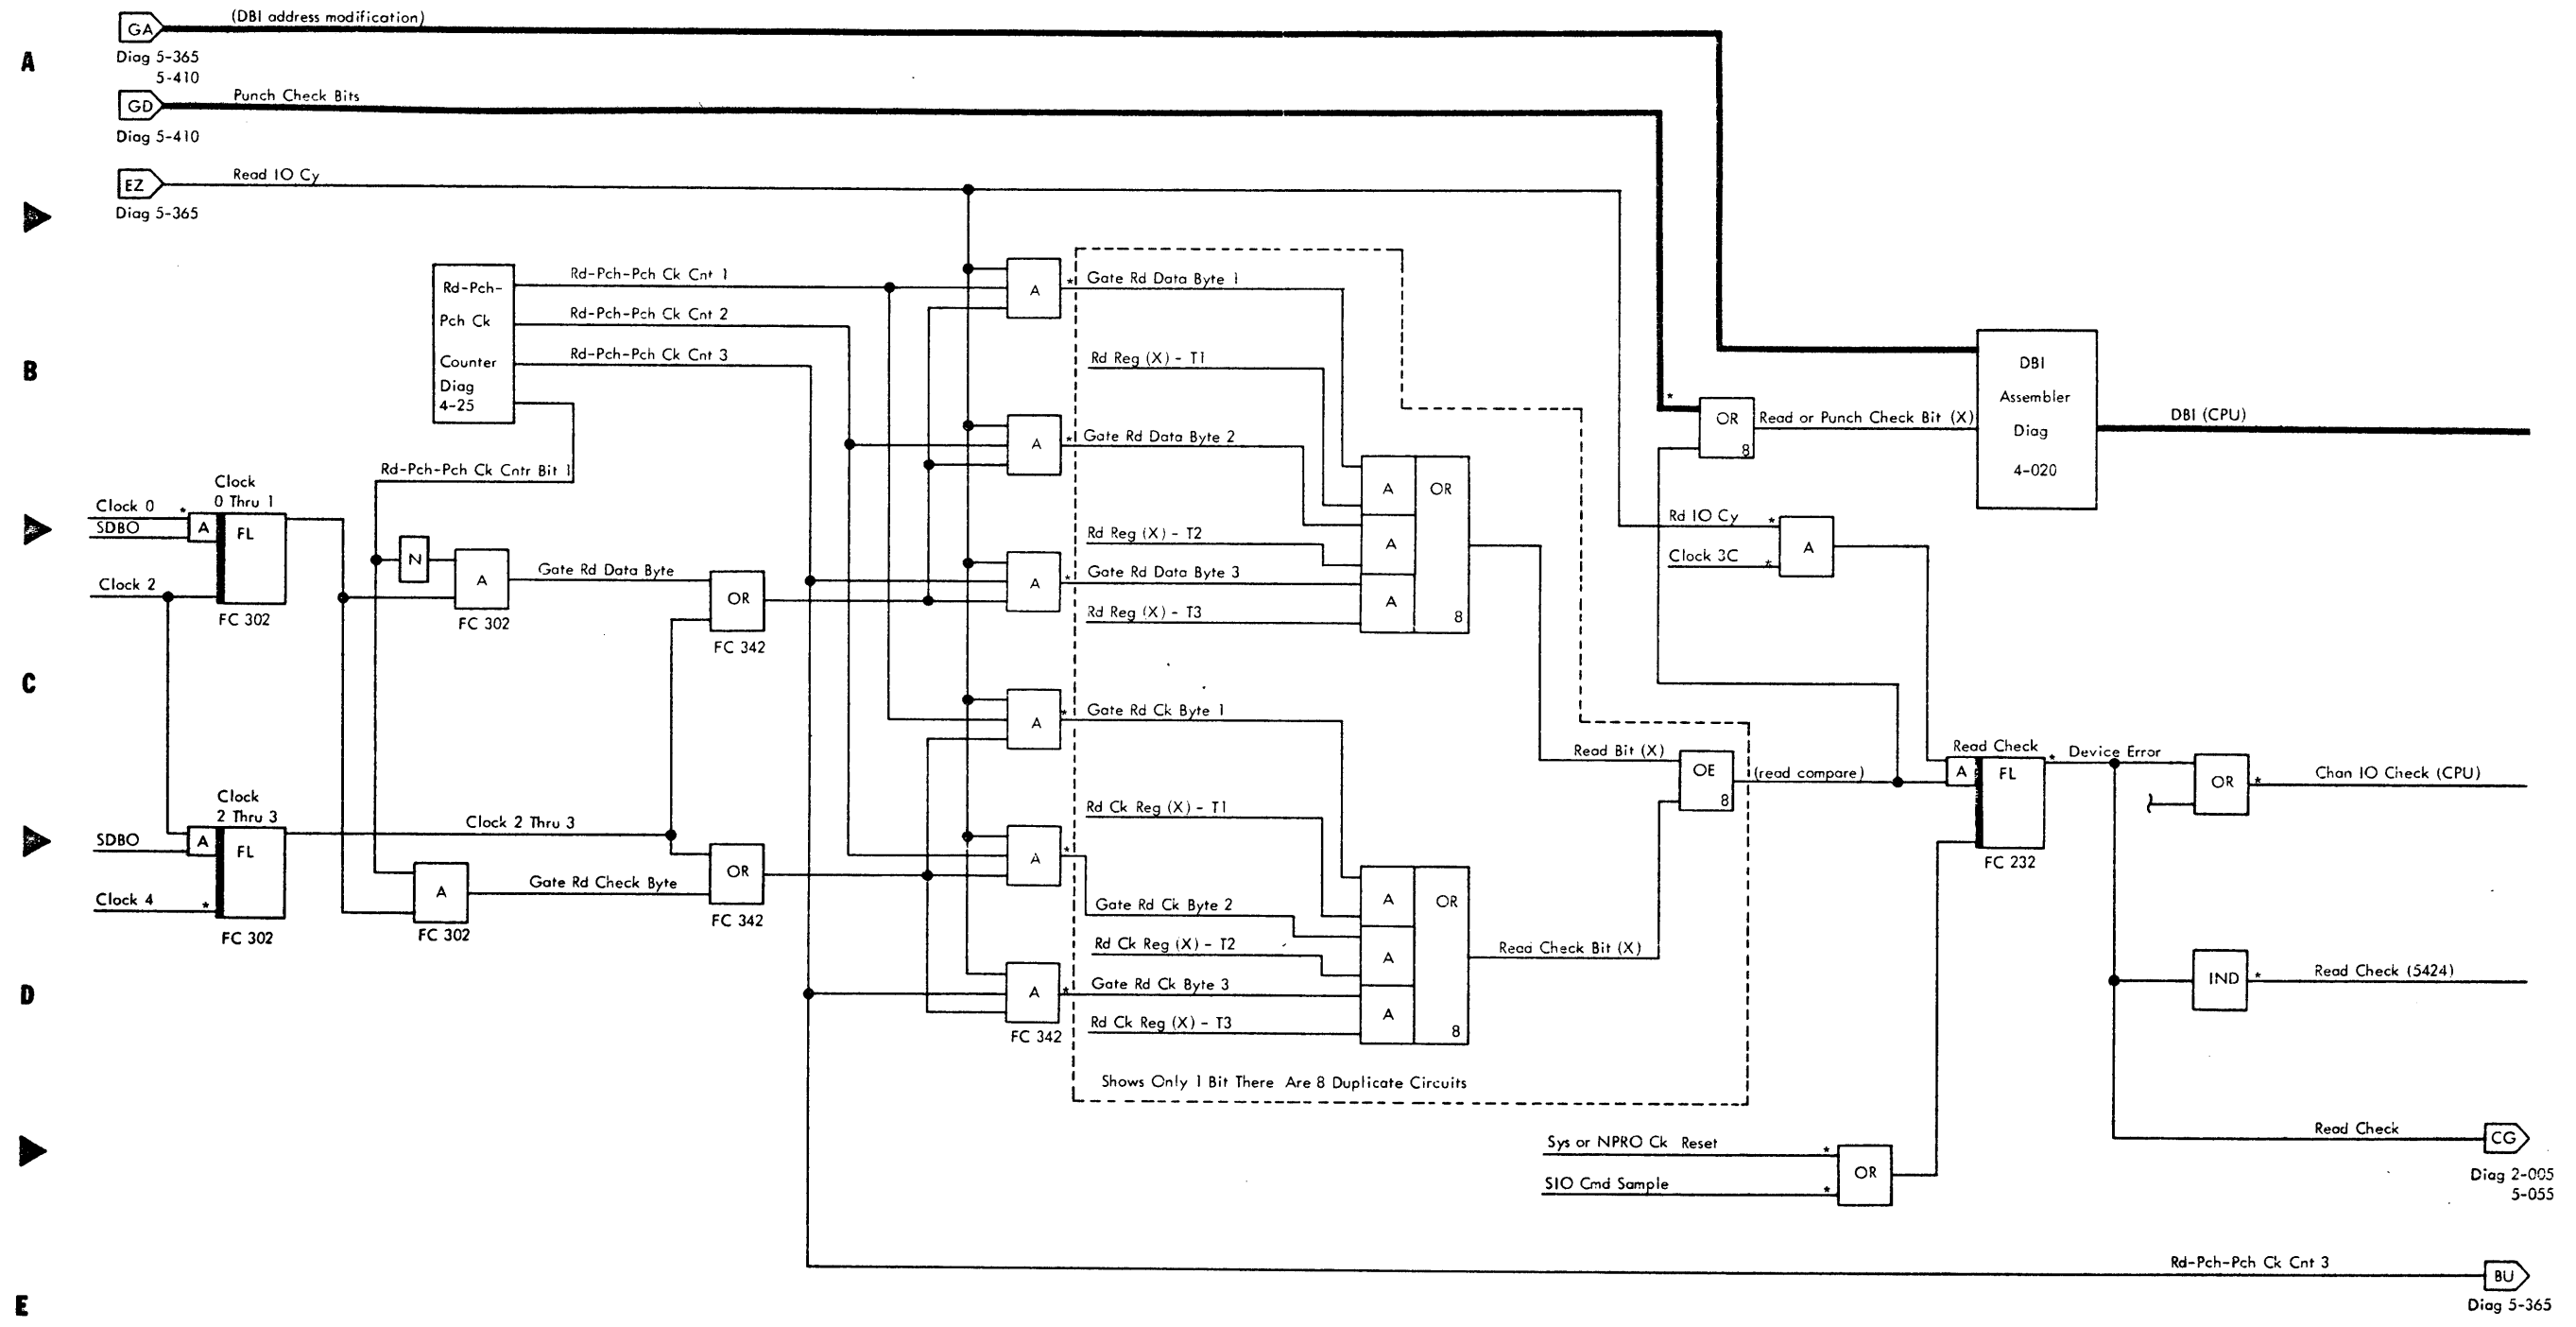 A
GA
(DBI address modification)
Diag 5-365
5-410
GD
Punch Check Bits
Diag 5-410
EZ
Read IO Cy
Diag 5-365
B
Rd-Pch-
Pch Ck
Counter
Diag
4-25
Rd-Pch-Pch Ck Cnt 1
Rd-Pch-Pch Ck Cnt 2
Rd-Pch-Pch Ck Cnt 3
Rd-Pch-Pch Ck Cntr Bit 1
A
* Gate Rd Data Byte 1
Rd Reg (X) - T1
A
* Gate Rd Data Byte 2
Rd Reg (X) - T2
A
* Gate Rd Data Byte 3
Rd Reg (X) - T3
A
A
A
OR
8
*
OR
8
Read or Punch Check Bit (X)
DBI
Assembler
Diag
4-020
DBI (CPU)
Rd IO Cy *
Clock 3C *
A
Clock
0 Thru 1
Clock 0 *
SDBO
A
FL
Clock 2
FC 302
N
A
FC 302
Gate Rd Data Byte
OR
FC 342
C
A
* Gate Rd Ck Byte 1
Rd Ck Reg (X) - T1
A
*
Gate Rd Ck Byte 2
Rd Ck Reg (X) - T2
A
* Gate Rd Ck Byte 3
Rd Ck Reg (X) - T3
FC 342
A
A
A
OR
8
Read Bit (X)
Read Check Bit (X)
OE
8
(read compare)
Read Check
A
FL
FC 232
* Device Error
OR
* Chan IO Check (CPU)
Clock
2 Thru 3
SDBO
A
FL
Clock 4 *
FC 302
Clock 2 Thru 3
A
FC 302
Gate Rd Check Byte
OR
FC 342
D
IND
* Read Check (5424)
Shows Only 1 Bit There Are 8 Duplicate Circuits
Sys or NPRO Ck Reset *
SIO Cmd Sample *
OR
Read Check
CG
Diag 2-005
5-055
Rd-Pch-Pch Ck Cnt 3
BU
Diag 5-365
E